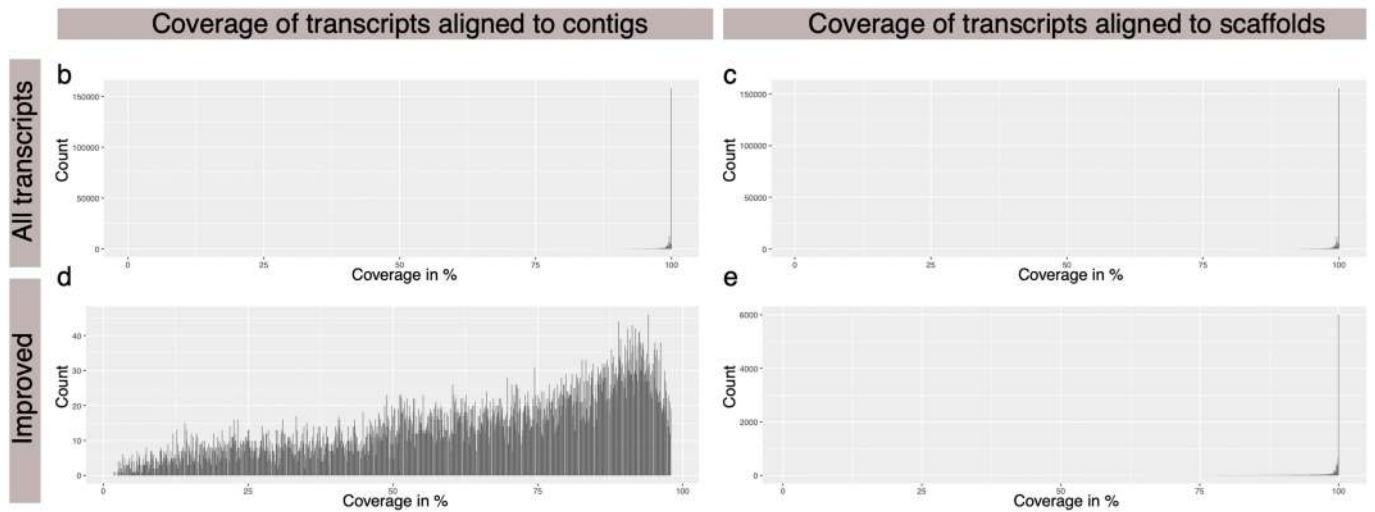 Coverage of transcripts aligned to contigs
Coverage of transcripts aligned to scaffolds
All transcripts
b
150000
100000
50000
0
Count
0 25 50 75 100
Coverage in %
c
150000
100000
50000
0
Count
0 25 50 75 100
Coverage in %
Improved
d
40
30
20
10
0
Count
0 25 50 75 100
Coverage in %
e
6000
4000
2000
0
Count
0 25 50 75 100
Coverage in %